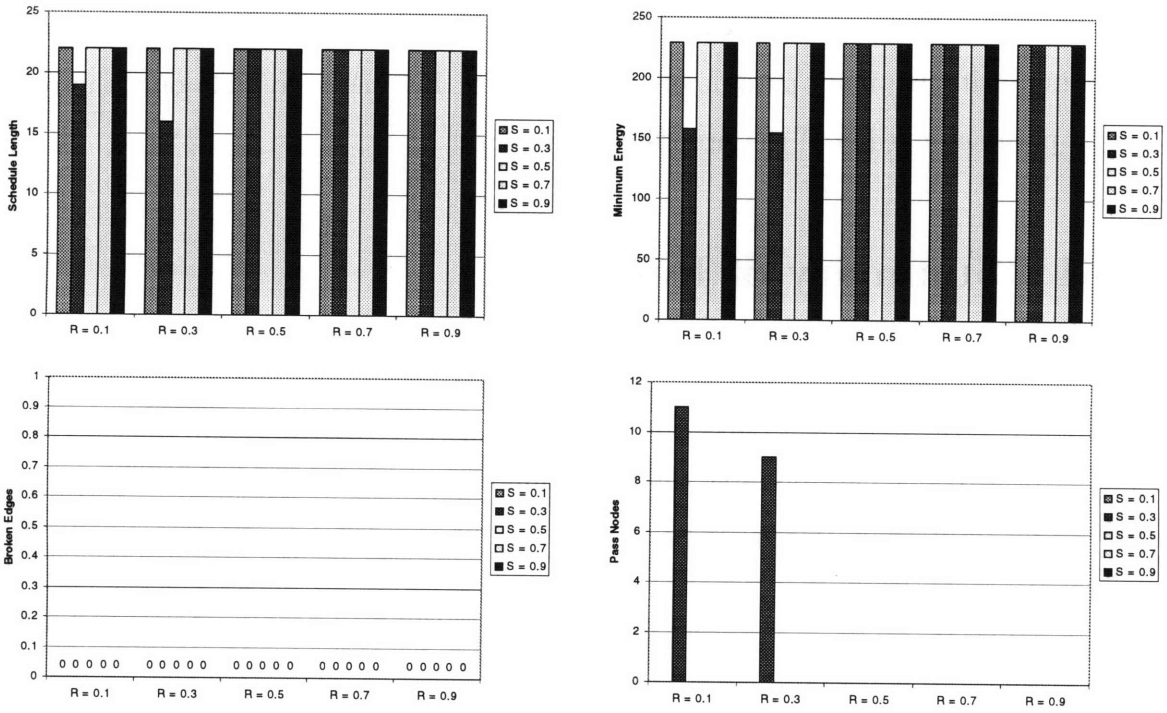 25
20
15
10
5
0
Schedule Length
R = 0.1 R = 0.3 R = 0.5 R = 0.7 R = 0.9
S = 0.1
S = 0.3
S = 0.5
S = 0.7
S = 0.9
250
200
150
100
50
0
Minimum Energy
R = 0.1 R = 0.3 R = 0.5 R = 0.7 R = 0.9
S = 0.1
S = 0.3
S = 0.5
S = 0.7
S = 0.9
1
0.9
0.8
0.7
0.6
0.5
0.4
0.3
0.2
0.1
0
Broken Edges
0 0 0 0 0 0 0 0 0 0 0 0 0 0 0 0 0 0 0 0 0 0 0 0 0
R = 0.1 R = 0.3 R = 0.5 R = 0.7 R = 0.9
S = 0.1
S = 0.3
S = 0.5
S = 0.7
S = 0.9
12
10
8
6
4
2
0
Pass Nodes
R = 0.1 R = 0.3 R = 0.5 R = 0.7 R = 0.9
S = 0.1
S = 0.3
S = 0.5
S = 0.7
S = 0.9